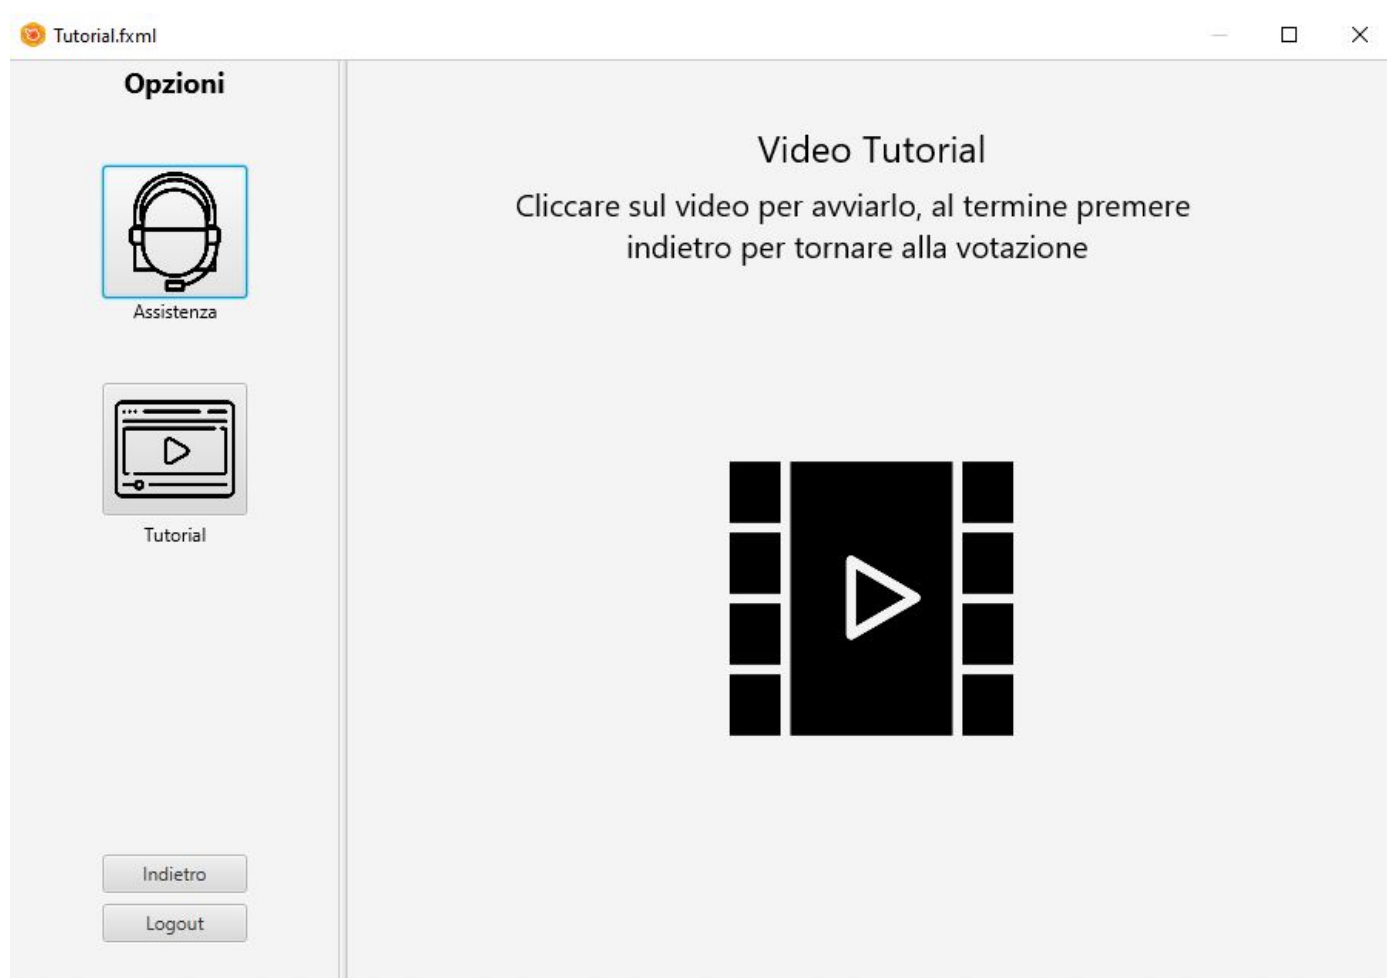 Tutorial.fxml
Opzioni
Assistenza
Tutorial
Indietro
Logout
Video Tutorial
Cliccare sul video per avviarlo, al termine premere
indietro per tornare alla votazione